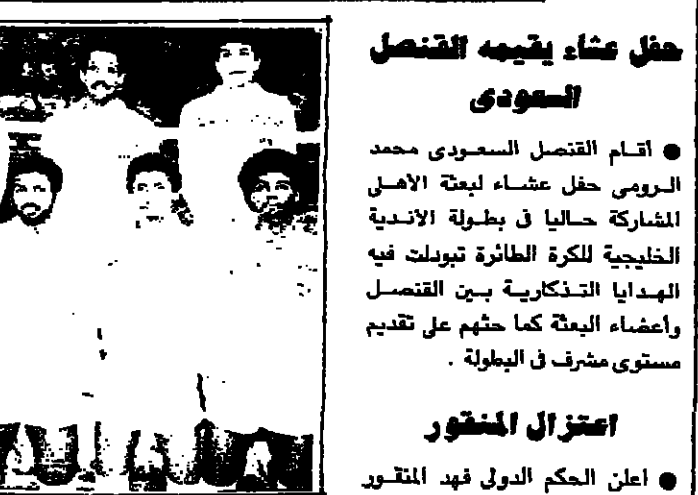 حفل عشاء يقيمه القنصل
السعودى
● أقام القنصل السعودى محمد
الرومى حفل عشاء لبعثة الأهلى
المشاركة حاليا فى بطولة الأندية
الخليجية للكرة الطائرة تبودلت فيه
الهدايا التذكارية بين القنصل
وأعضاء البعثة كما حثهم على تقديم
مستوى مشرف فى البطولة .
اعتزال المنقور
● أعلن الحكم الدولى فهد المنقور